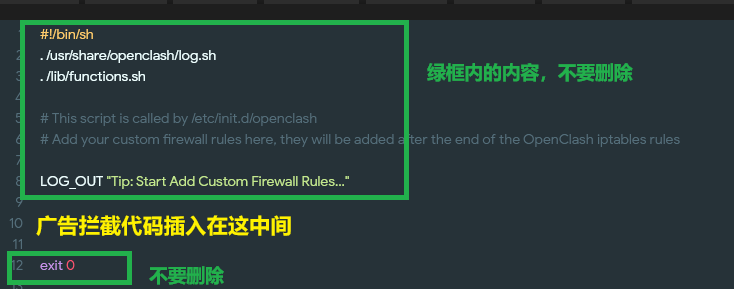 1 #!/bin/sh
2 . /usr/share/openclash/log.sh
3 . /lib/functions.sh
4
5 # This script is called by /etc/init.d/openclash
6 # Add your custom firewall rules here, they will be added after the end of the OpenClash iptables rules
7
8 LOG_OUT "Tip: Start Add Custom Firewall Rules..."
绿框内的内容，不要删除
9
10 广告拦截代码插入在这中间
11
12 exit 0
不要删除
13